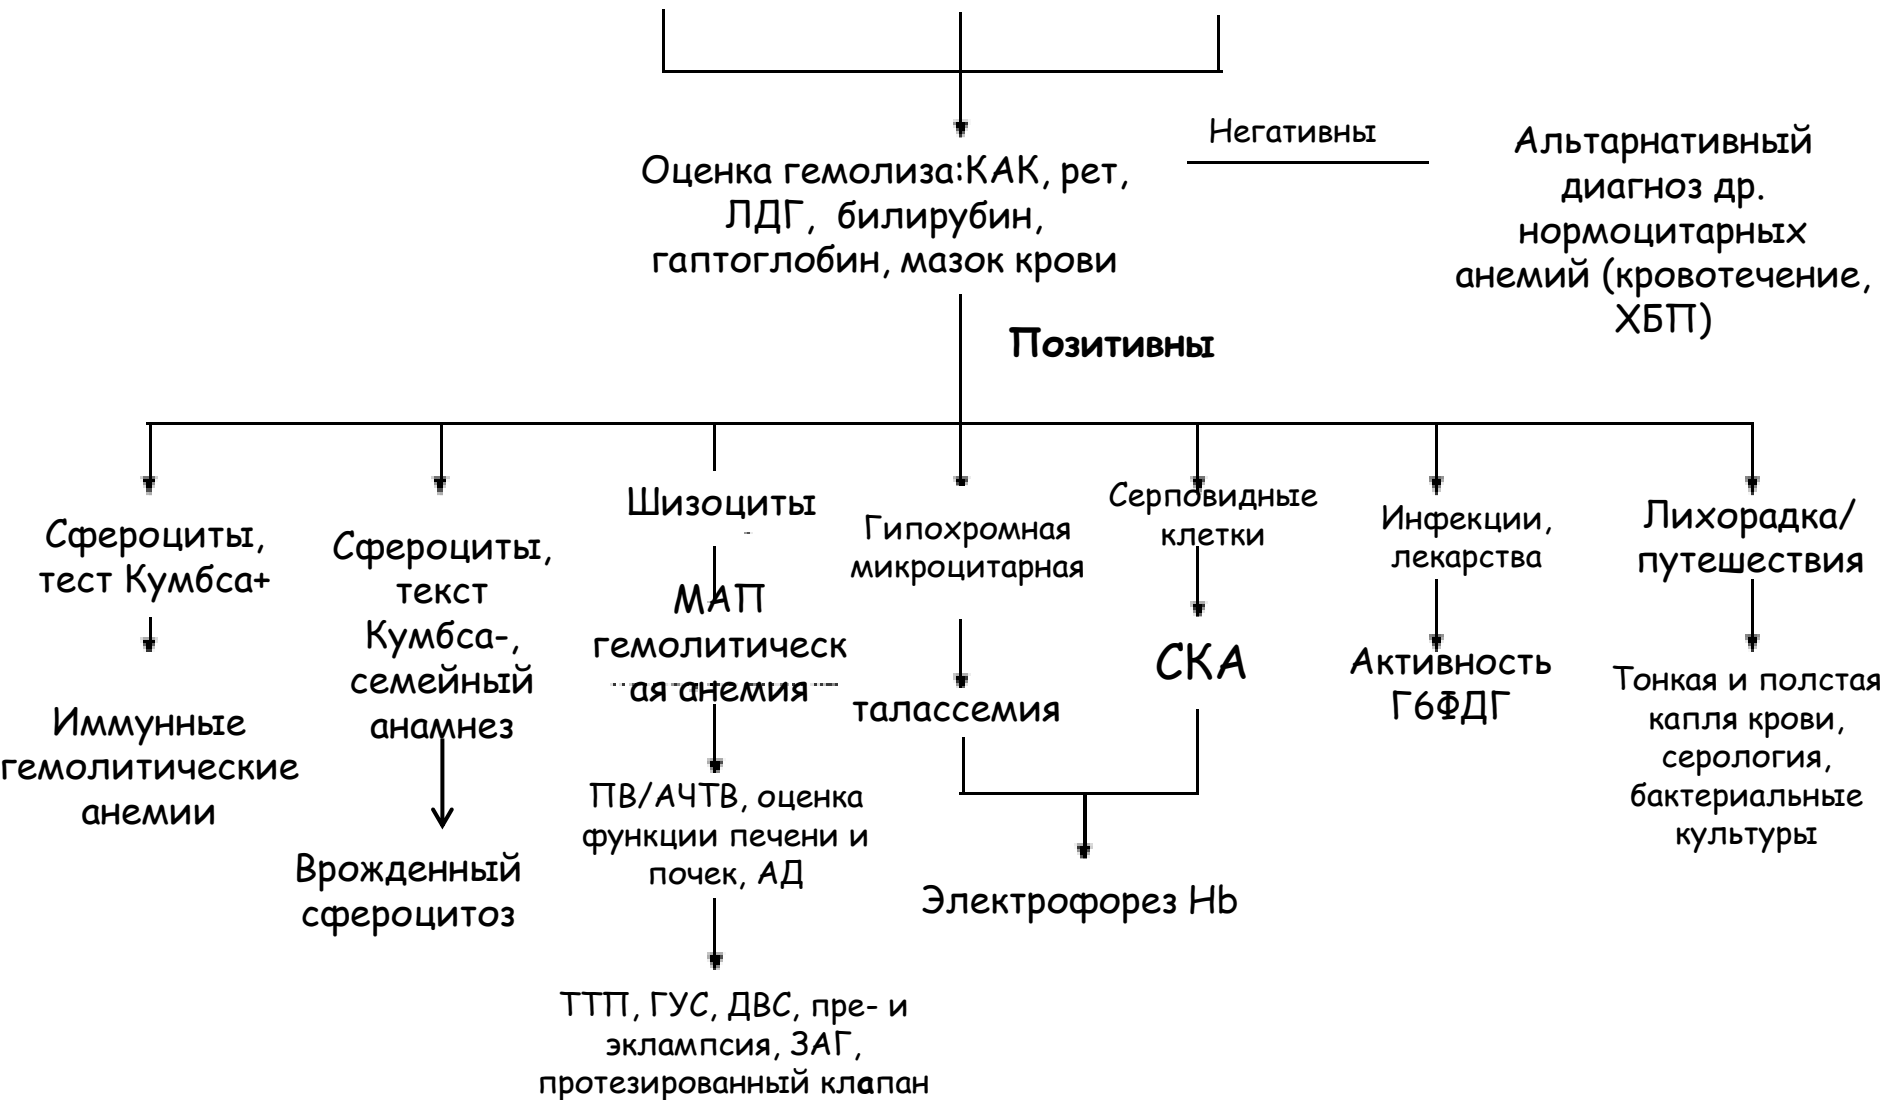 Негативны
Альтарнативный
диагноз др.
нормоцитарных
анемий (кровотечение,
ХБП)
Оценка гемолиза:КАК, рет,
ЛДГ, билирубин,
гаптоглобин, мазок крови
Позитивны
Сфероциты,
тест Кумбса+
Иммунные
гемолитические
анемии
Сфероциты,
текст
Кумбса-,
семейный
анамнез
Врожденный
сфероцитоз
Шизоциты
МАП
гемолитическ
ая анемия
ПВ/АЧТВ, оценка
функции печени и
почек, АД
ТТП, ГУС, ДВС, пре- и
эклампсия, ЗАГ,
протезированный клапан
Гипохромная
микроцитарная
талассемия
Серповидные
клетки
СКА
Электрофорез Hb
Инфекции,
лекарства
Активность
Г6ФДГ
Лихорадка/
путешествия
Тонкая и полстая
капля крови,
серология,
бактериальные
культуры